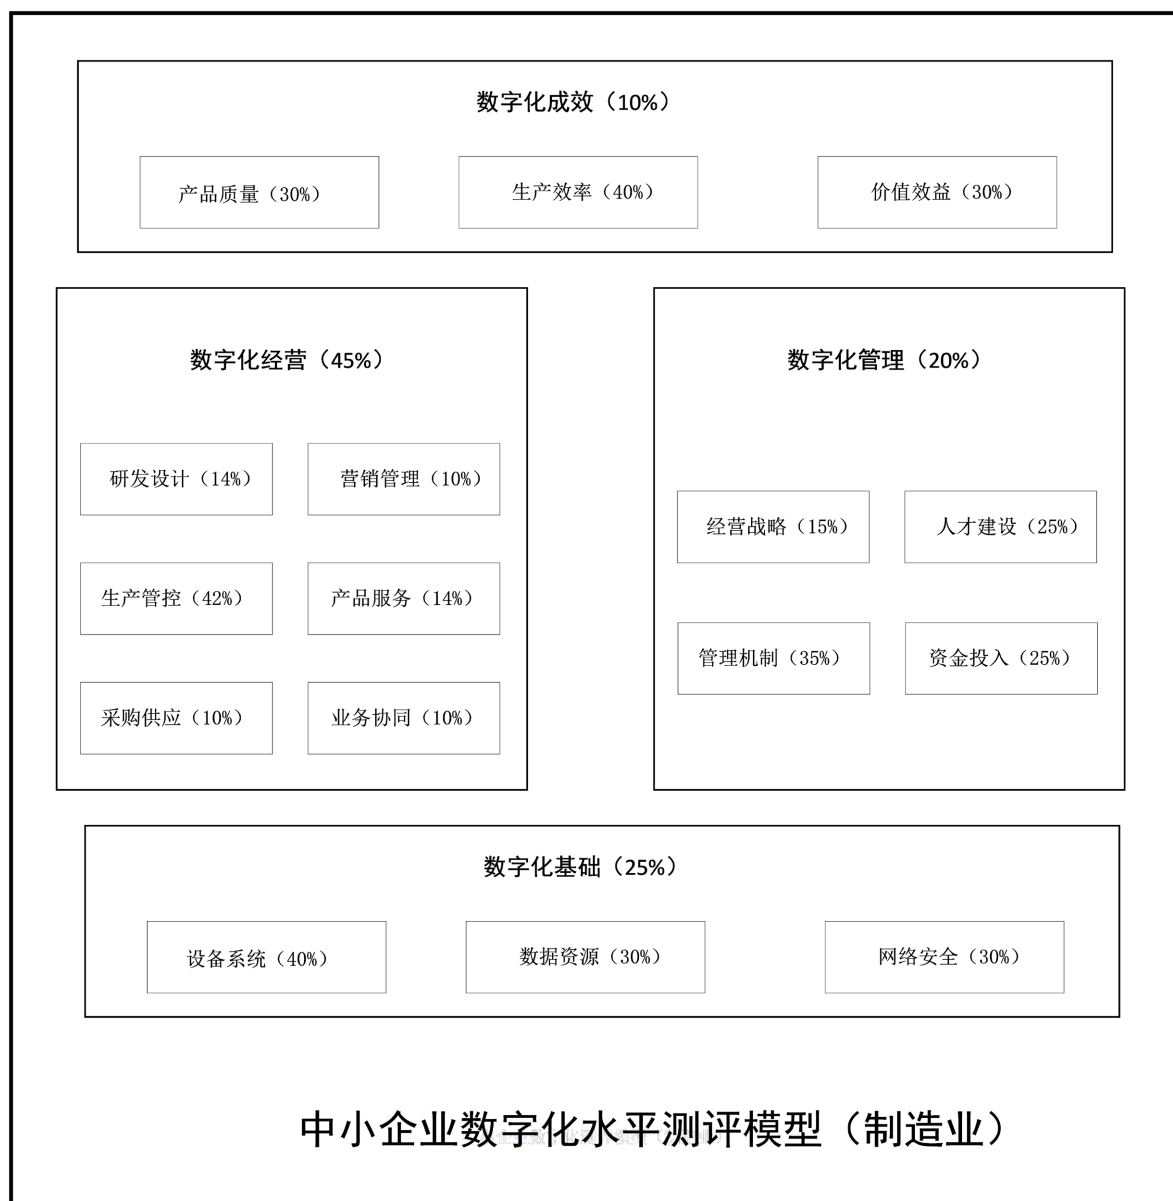 数字化成效（10%）
产品质量（30%）
生产效率（40%）
价值效益（30%）
数字化经营（45%）
研发设计（14%）
营销管理（10%）
生产管控（42%）
产品服务（14%）
采购供应（10%）
业务协同（10%）
数字化管理（20%）
经营战略（15%）
人才建设（25%）
管理机制（35%）
资金投入（25%）
数字化基础（25%）
设备系统（40%）
数据资源（30%）
网络安全（30%）
中小企业数字化水平测评模型（制造业）